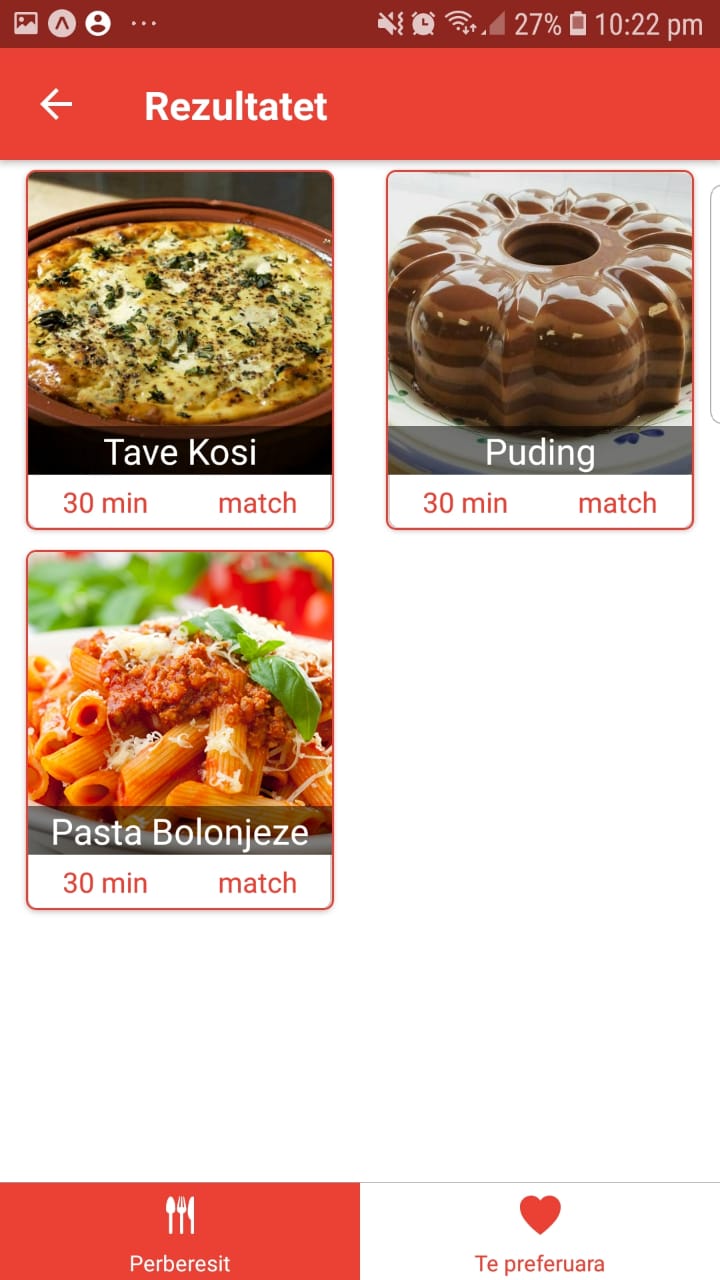 27% 10:22 pm
Rezultatet
Tave Kosi
30 min match
Puding
30 min match
Pasta Bolonjeze
30 min match
Perberesit
Te preferuara